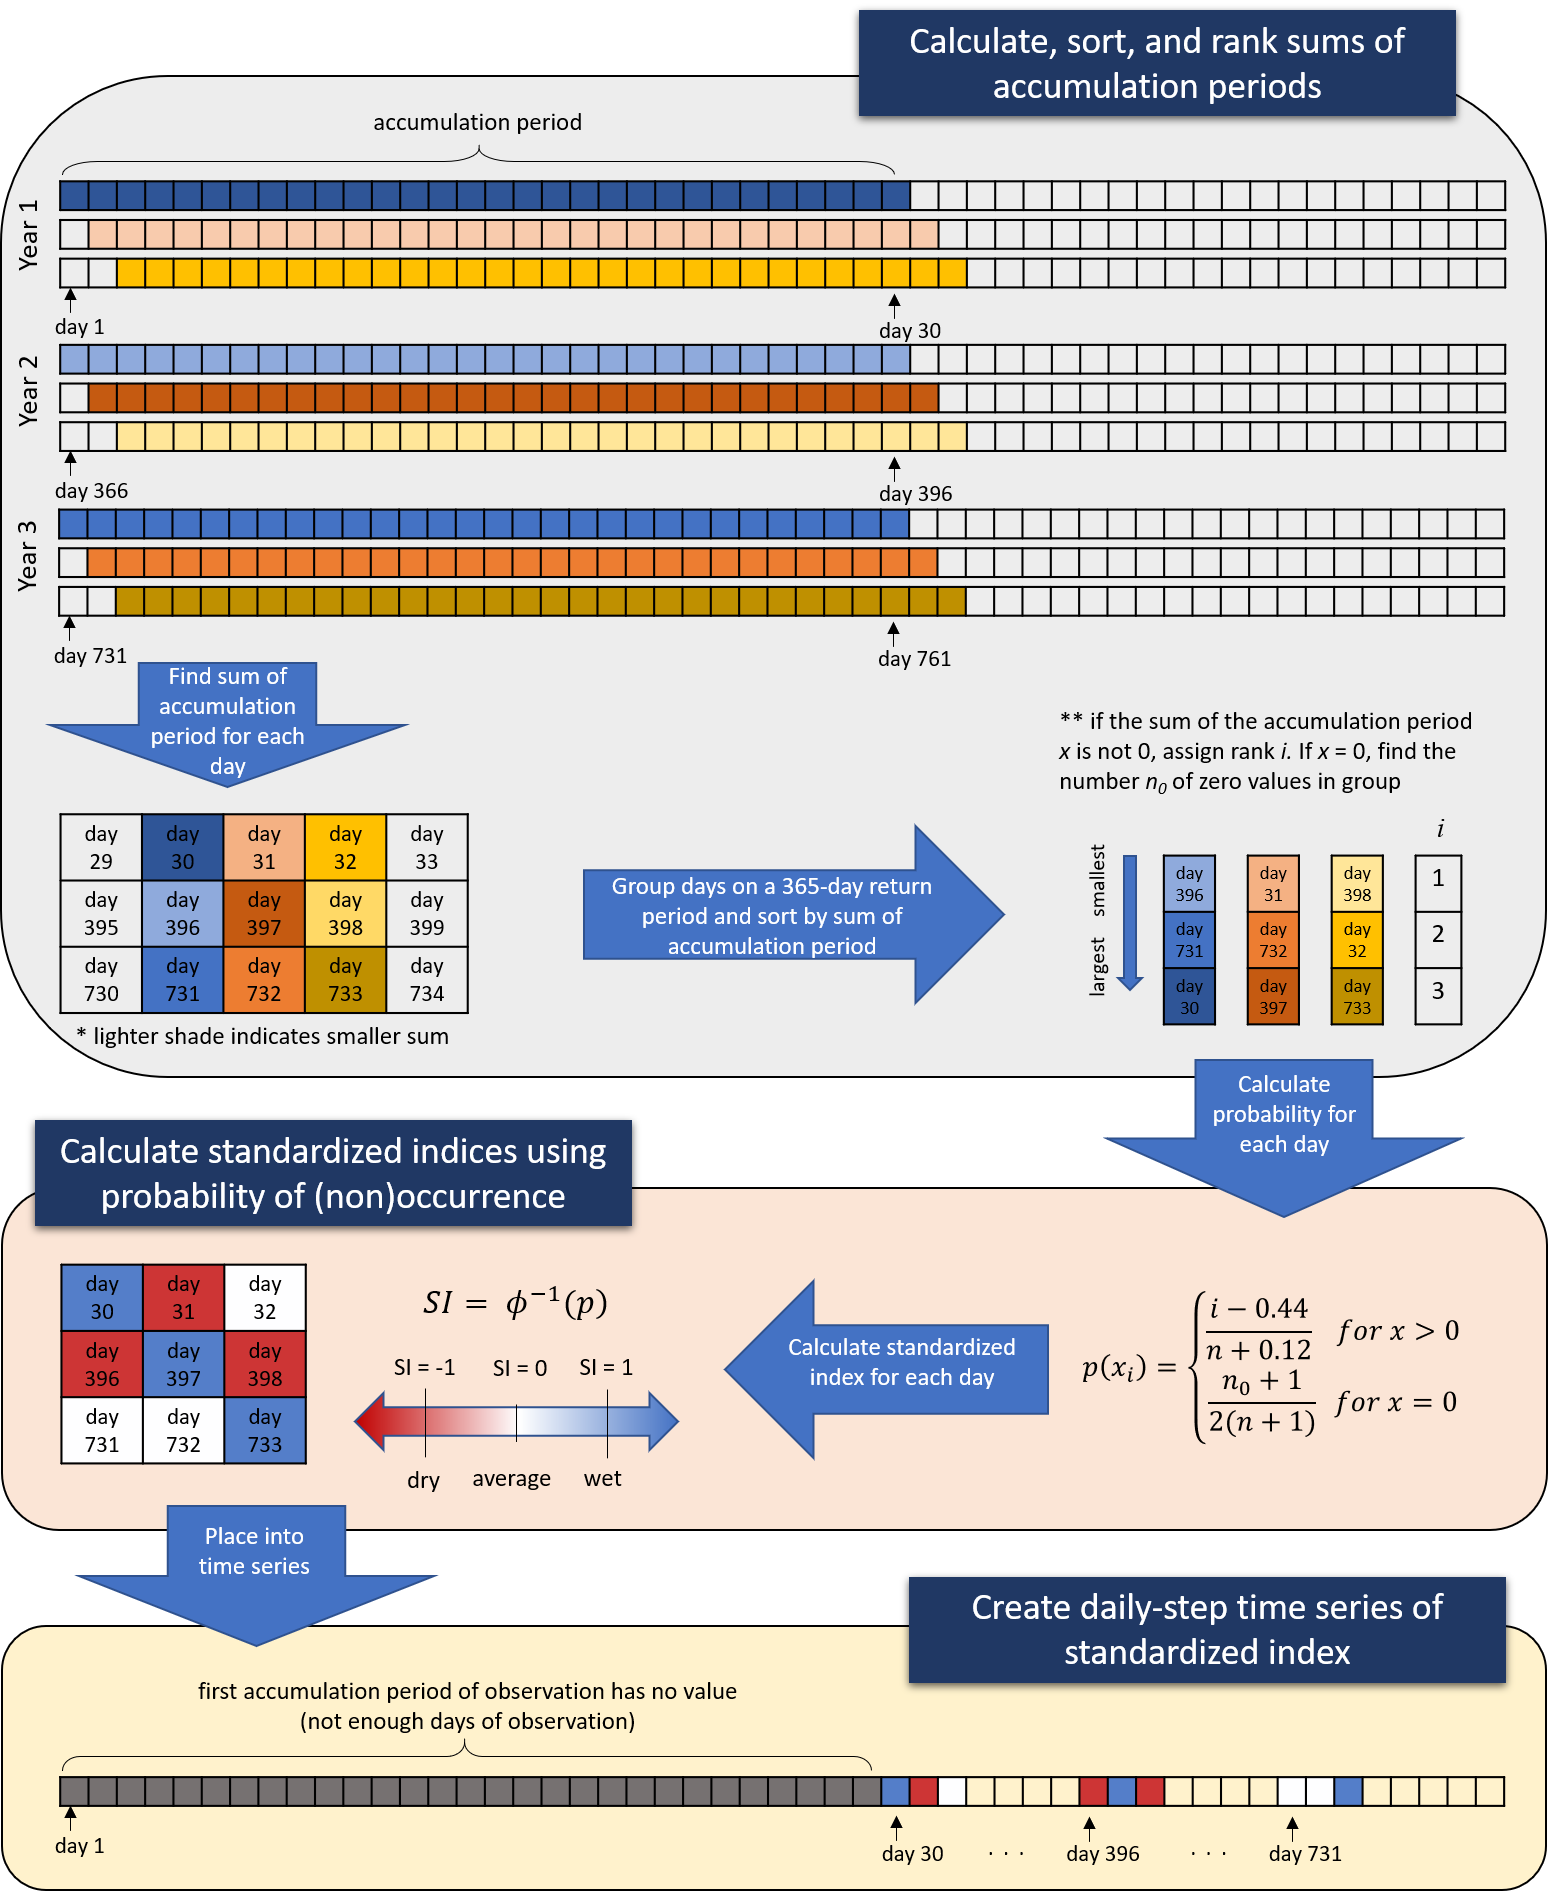 Calculate, sort, and rank sums of
accumulation periods
accumulation period
Year 1
day 1
day 30
Year 2
day 366
day 396
Year 3
day 731
day 761
Find sum of
accumulation
period for each
day
** if the sum of the accumulation period
x is not 0, assign rank i. If x = 0, find the
number n₀ of zero values in group
day 29 day 30 day 31 day 32 day 33
day 395 day 396 day 397 day 398 day 399
day 730 day 731 day 732 day 733 day 734
* lighter shade indicates smaller sum
Group days on a 365-day return
period and sort by sum of
accumulation period
smallest
largest
i
day 396 day 31 day 398 1
day 731 day 732 day 32 2
day 30 day 397 day 733 3
Calculate
probability for
each day
Calculate standardized indices using
probability of (non)occurrence
day 30 day 31 day 32
day 396 day 397 day 398
day 731 day 732 day 733
SI = ϕ⁻¹(p)
SI = -1 SI = 0 SI = 1
dry average wet
Calculate standardized
index for each day
p(xᵢ) = { (i − 0.44)/(n + 0.12) for x > 0
(n₀ + 1)/(2(n + 1)) for x = 0
Place into
time series
Create daily-step time series of
standardized index
first accumulation period of observation has no value
(not enough days of observation)
day 1
day 30 . . . day 396 . . . day 731